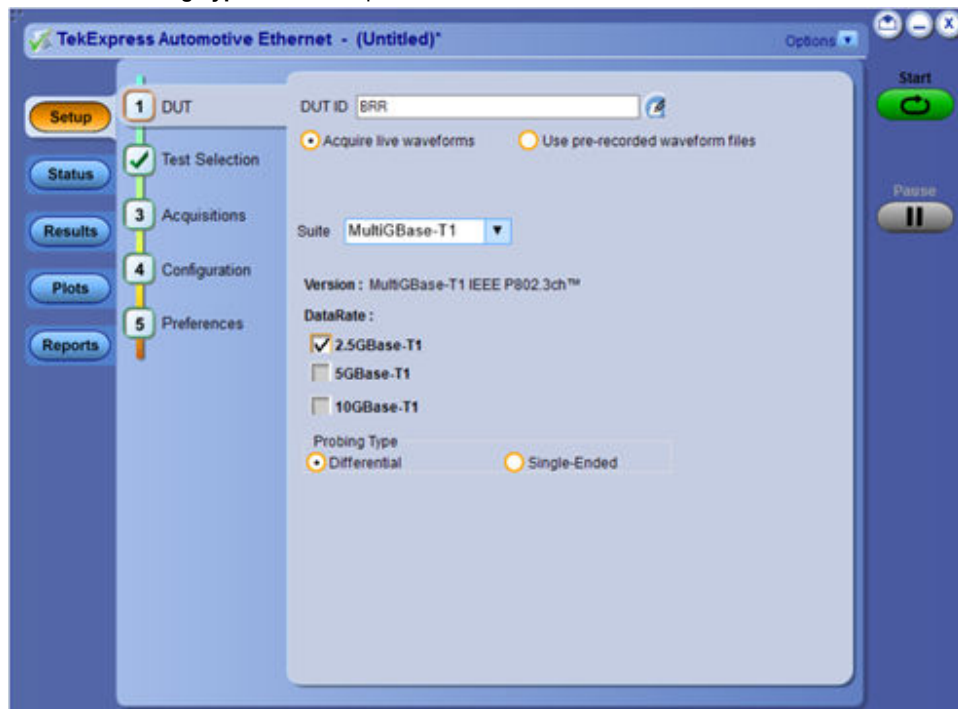 TekExpress Automotive Ethernet - (Untitled)*
Options
Start
Pause
Setup
Status
Results
Plots
Reports
1 DUT
Test Selection
3 Acquisitions
4 Configuration
5 Preferences
DUT ID BRR
Acquire live waveforms Use pre-recorded waveform files
Suite MultiGBase-T1
Version : MultiGBase-T1 IEEE P802.3ch™
DataRate :
2.5GBase-T1
5GBase-T1
10GBase-T1
Probing Type
Differential Single-Ended